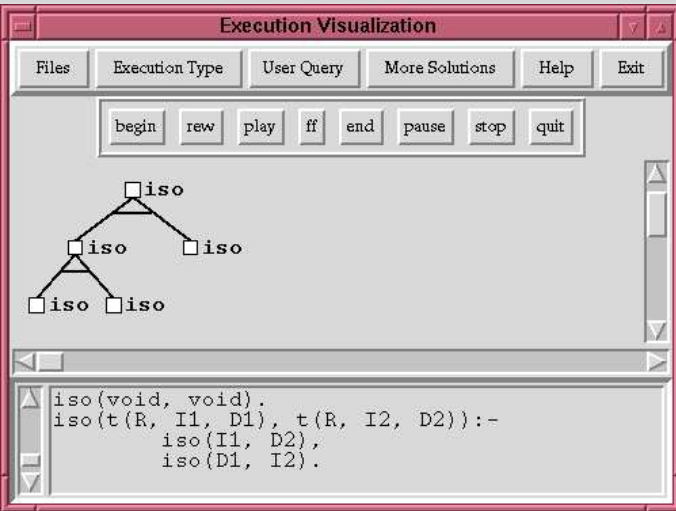 Execution Visualization
Files Execution Type User Query More Solutions Help Exit
begin rew play ff end pause stop quit
iso
iso iso
iso iso
iso(void, void).
iso(t(R, I1, D1), t(R, I2, D2)):-
iso(I1, D2),
iso(D1, I2).